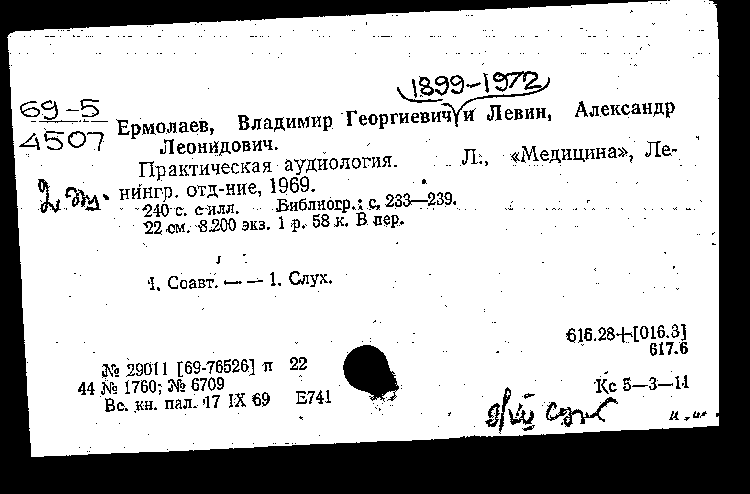 1899-1972
69-5
4507
Ермолаев, Владимир Георгиевич и Левин, Александр
Леонидович.
Практическая аудиология. Л., «Медицина», Ле-
нингр. отд-ние, 1969.
240 с. с илл. Библиогр.: с. 233—239.
22 см. 8.200 экз. 1 р. 58 к. В пер.
1. Соавт. — — 1. Слух.
616.28+[016.3]
617.6
№ 29011 [69-76526] п 22
44 № 1760; № 6709
Вс. кн. пал. 17 IX 69 Е741
Кс 5—3—11